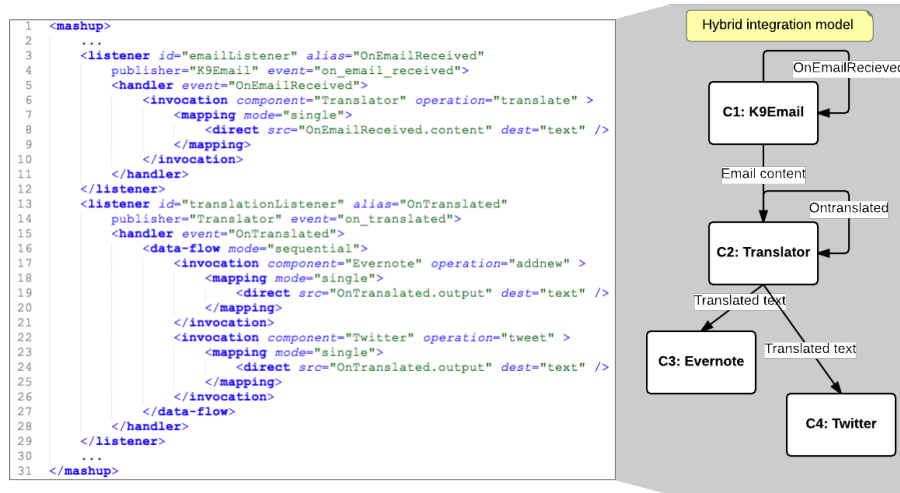 1 <mashup>
2 ...
3 <listener id="emailListener" alias="OnEmailReceived"
4 publisher="K9Email" event="on_email_received">
5 <handler event="OnEmailReceived">
6 <invocation component="Translator" operation="translate" >
7 <mapping mode="single">
8 <direct src="OnEmailReceived.content" dest="text" />
9 </mapping>
10 </invocation>
11 </handler>
12 </listener>
13 <listener id="translationListener" alias="OnTranslated"
14 publisher="Translator" event="on_translated">
15 <handler event="OnTranslated">
16 <data-flow mode="sequential">
17 <invocation component="Evernote" operation="addnew" >
18 <mapping mode="single">
19 <direct src="OnTranslated.output" dest="text" />
20 </mapping>
21 </invocation>
22 <invocation component="Twitter" operation="tweet" >
23 <mapping mode="single">
24 <direct src="OnTranslated.output" dest="text" />
25 </mapping>
26 </invocation>
27 </data-flow>
28 </handler>
29 </listener>
30 ...
31 </mashup>
Hybrid integration model
OnEmailRecieved
C1: K9Email
Email content
Ontranslated
C2: Translator
Translated text
Translated text
C3: Evernote
C4: Twitter